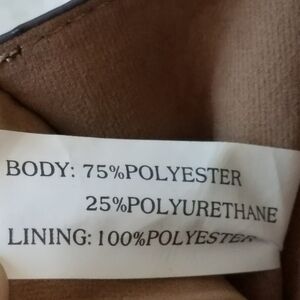 BODY: 75%POLYESTER
25%POLYURETHANE
LINING: 100%POLYESTER